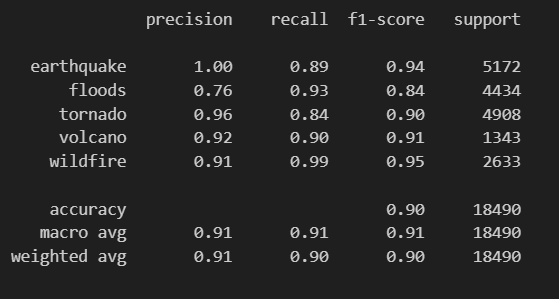 precision recall f1-score support
earthquake 1.00 0.89 0.94 5172
floods 0.76 0.93 0.84 4434
tornado 0.96 0.84 0.90 4908
volcano 0.92 0.90 0.91 1343
wildfire 0.91 0.99 0.95 2633
accuracy 0.90 18490
macro avg 0.91 0.91 0.91 18490
weighted avg 0.91 0.90 0.90 18490